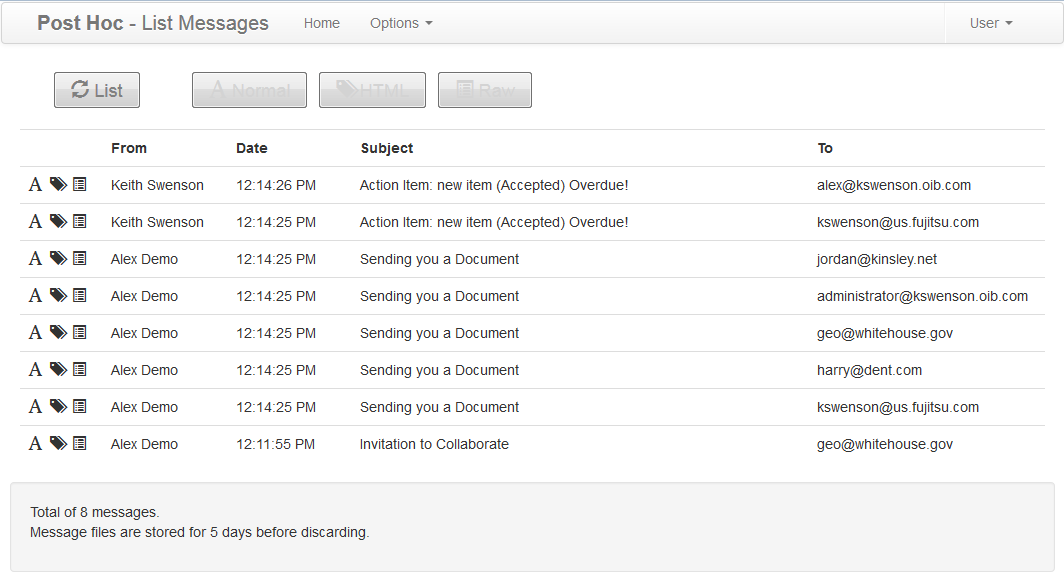 Post Hoc - List Messages Home Options User
List Normal HTML Raw
From Date Subject To
A Keith Swenson 12:14:26 PM Action Item: new item (Accepted) Overdue! alex@kswenson.oib.com
A Keith Swenson 12:14:25 PM Action Item: new item (Accepted) Overdue! kswenson@us.fujitsu.com
A Alex Demo 12:14:25 PM Sending you a Document jordan@kinsley.net
A Alex Demo 12:14:25 PM Sending you a Document administrator@kswenson.oib.com
A Alex Demo 12:14:25 PM Sending you a Document geo@whitehouse.gov
A Alex Demo 12:14:25 PM Sending you a Document harry@dent.com
A Alex Demo 12:14:25 PM Sending you a Document kswenson@us.fujitsu.com
A Alex Demo 12:11:55 PM Invitation to Collaborate geo@whitehouse.gov
Total of 8 messages.
Message files are stored for 5 days before discarding.